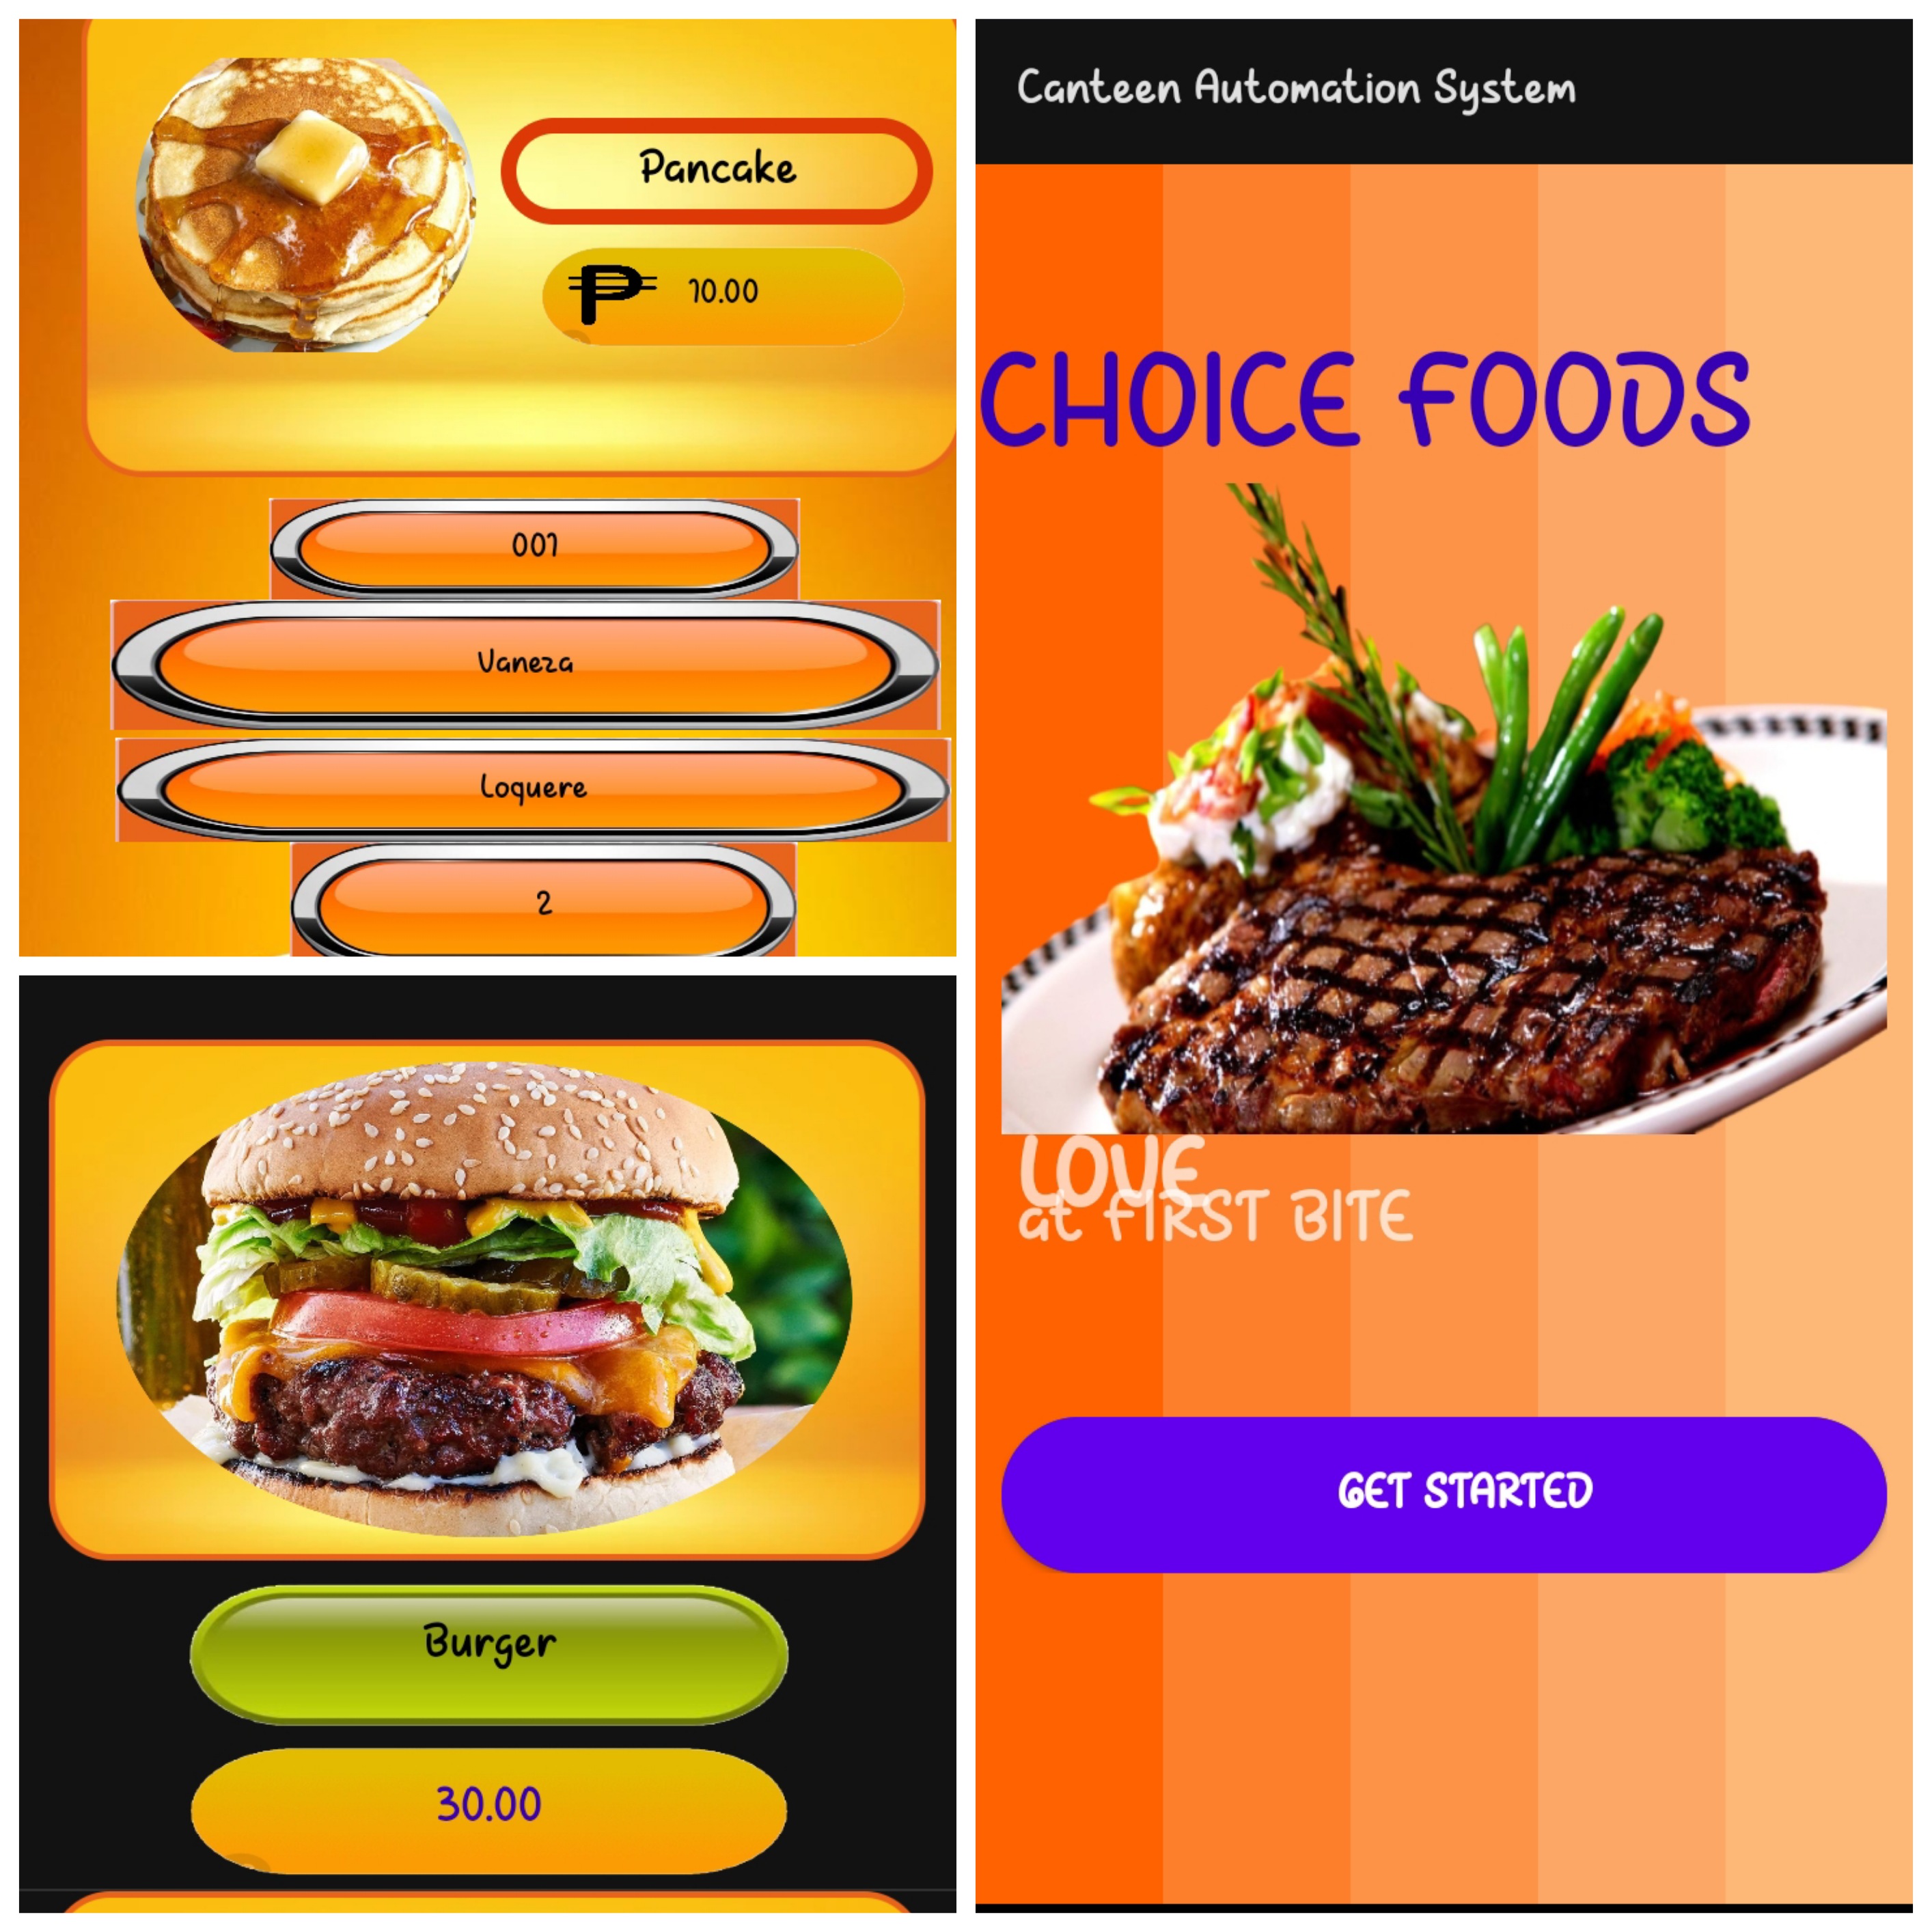 Pancake
₱ 10.00
001
Vaneza
Loquere
2
Burger
30.00
Canteen Automation System
CHOICE FOODS
LOVE
at FIRST BITE
GET STARTED